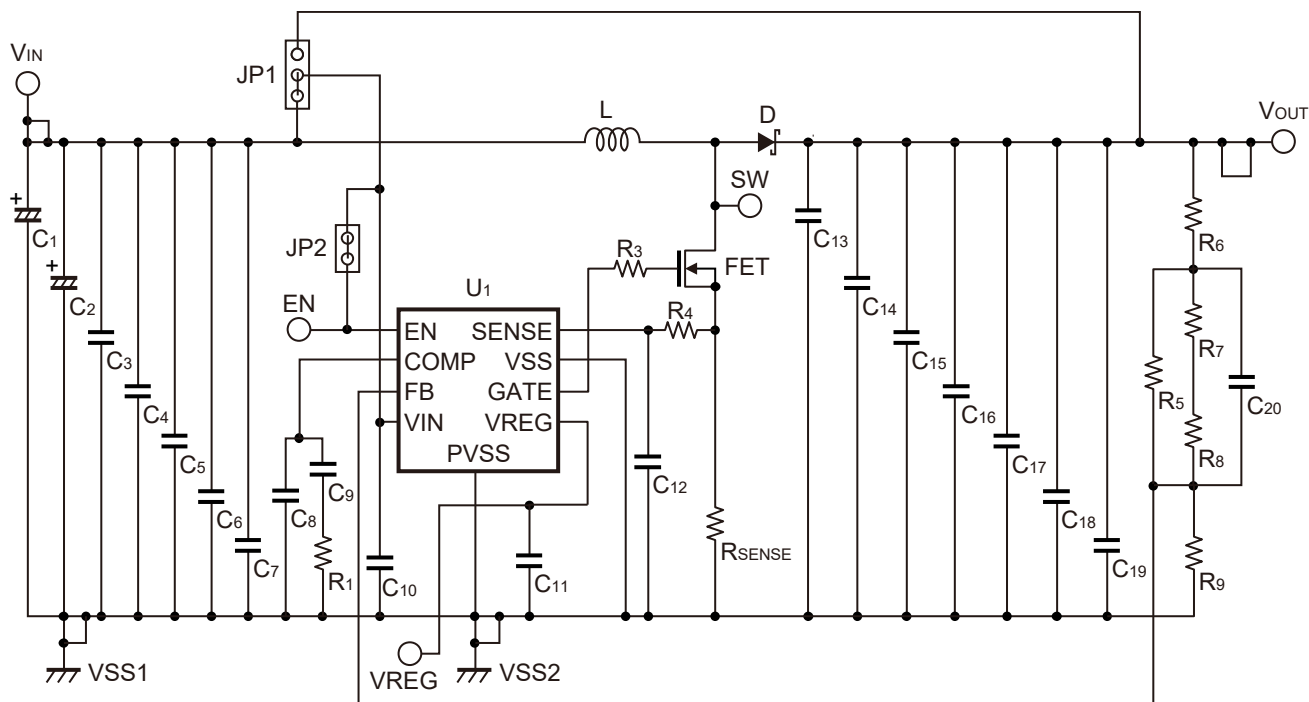 VIN
JP1
L
D
VOUT
+
C1
+
C2
C3
C4
C5
C6
C7
JP2
EN
U1
EN
COMP
FB
VIN
SENSE
VSS
GATE
VREG
PVSS
R3
FET
SW
R4
C8
C9
R1
C10
C11
C12
RSENSE
C13
C14
C15
C16
C17
C18
C19
R6
R7
R5
C20
R8
R9
VSS1
VREG
VSS2